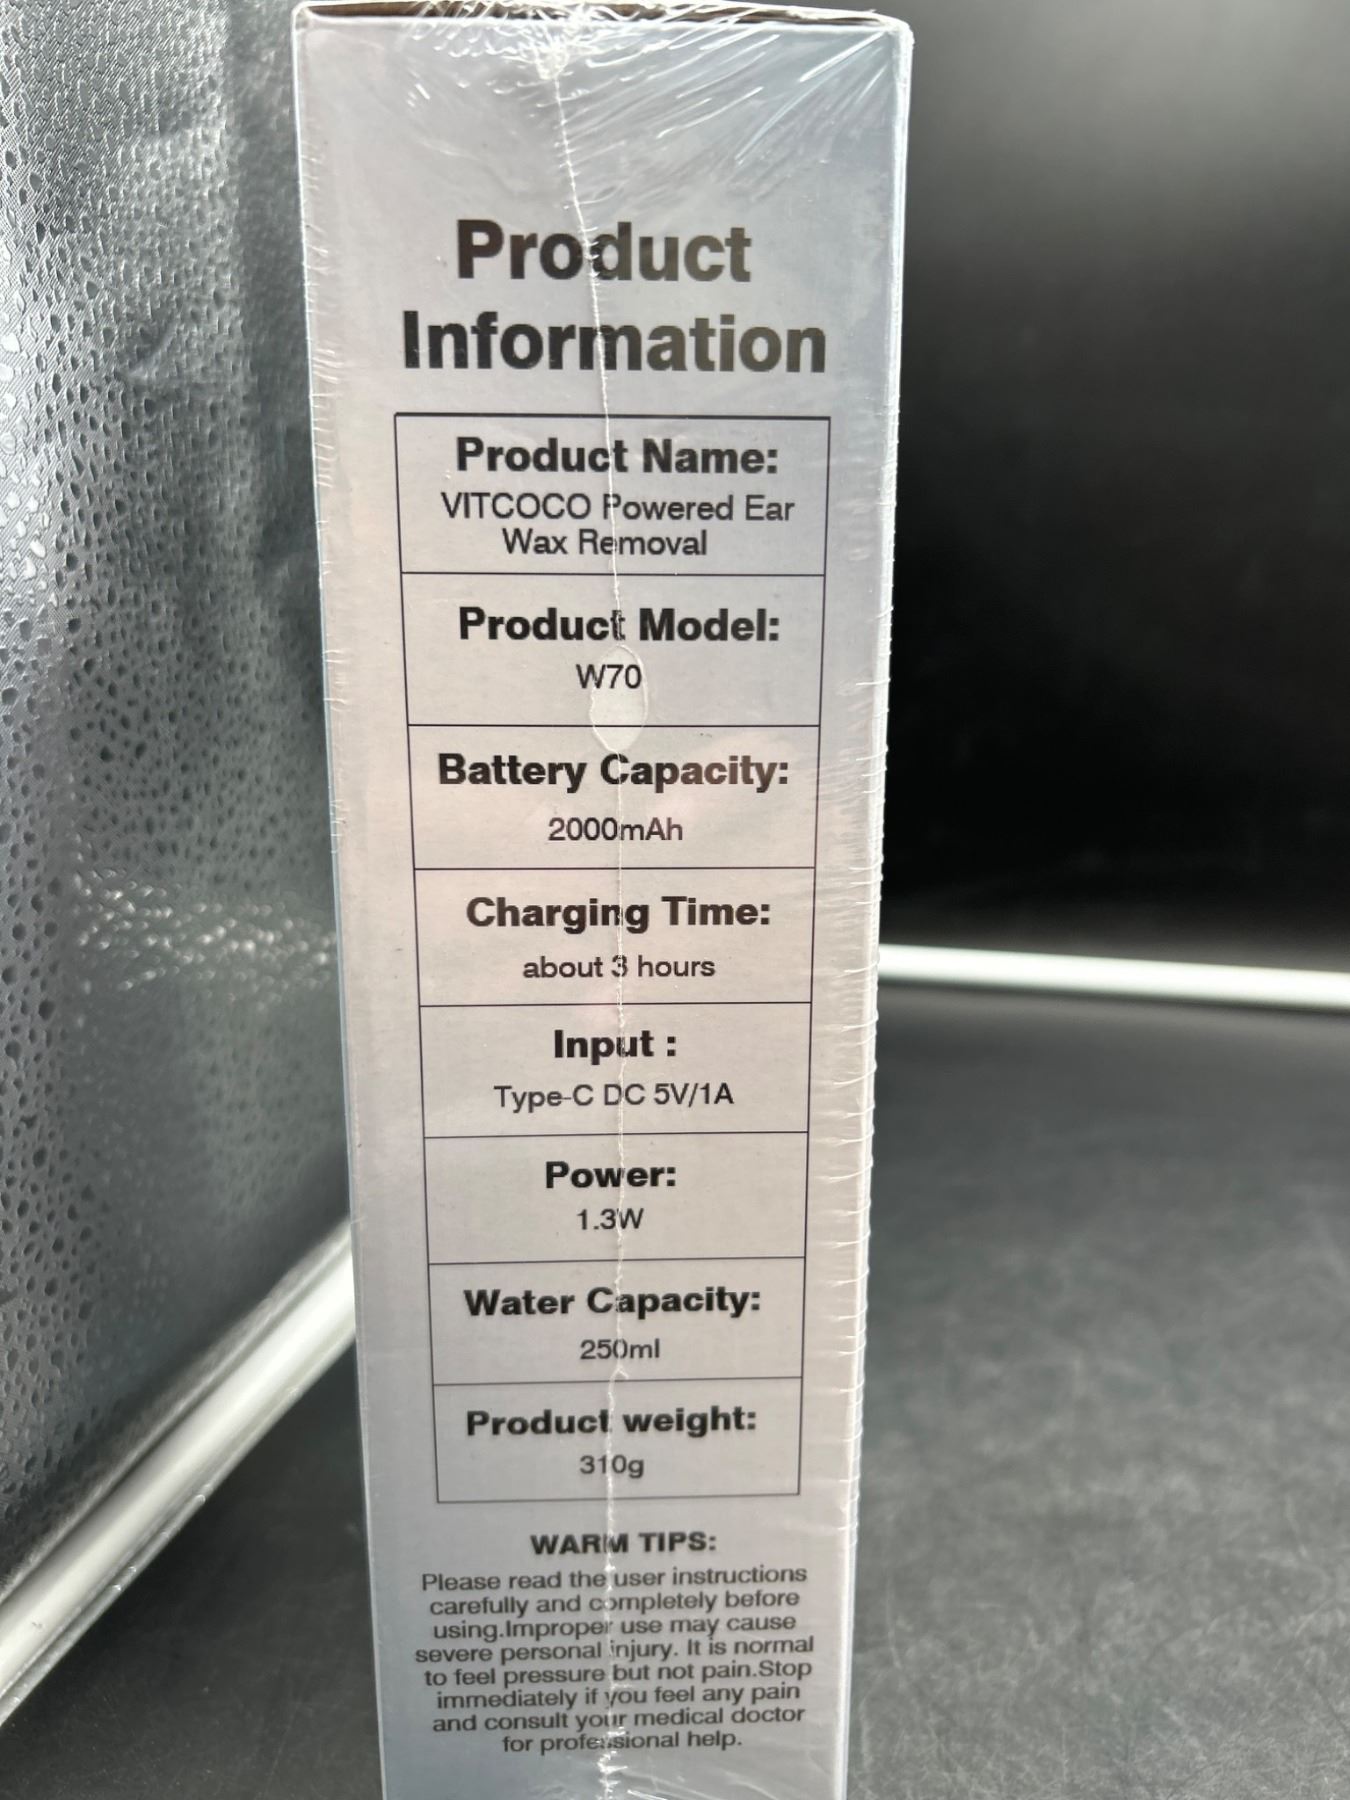 Product
Information
Product Name:
VITCOCO Powered Ear
Wax Removal
Product Model:
W70
Battery Capacity:
2000mAh
Charging Time:
about 3 hours
Input :
Type-C DC 5V/1A
Power:
1.3W
Water Capacity:
250ml
Product weight:
310g
WARM TIPS:
Please read the user instructions
carefully and completely before
using.Improper use may cause
severe personal injury. It is normal
to feel pressure but not pain.Stop
immediately if you feel any pain
and consult your medical doctor
for professional help.